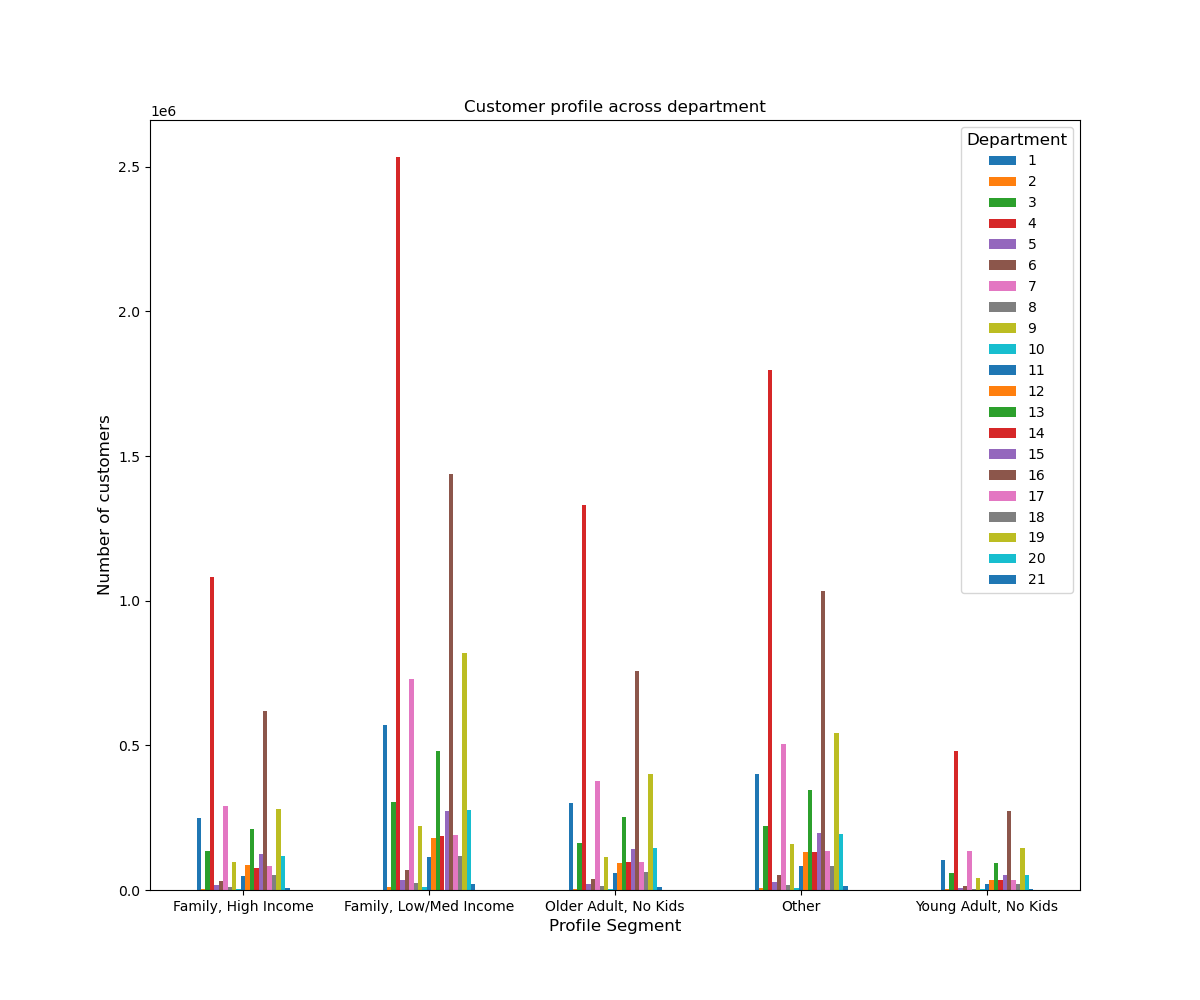 Customer profile across department
1e6
2.5
2.0
1.5
1.0
0.5
0.0
Number of customers
Family, High Income
Family, Low/Med Income
Older Adult, No Kids
Other
Young Adult, No Kids
Profile Segment
Department
1
2
3
4
5
6
7
8
9
10
11
12
13
14
15
16
17
18
19
20
21